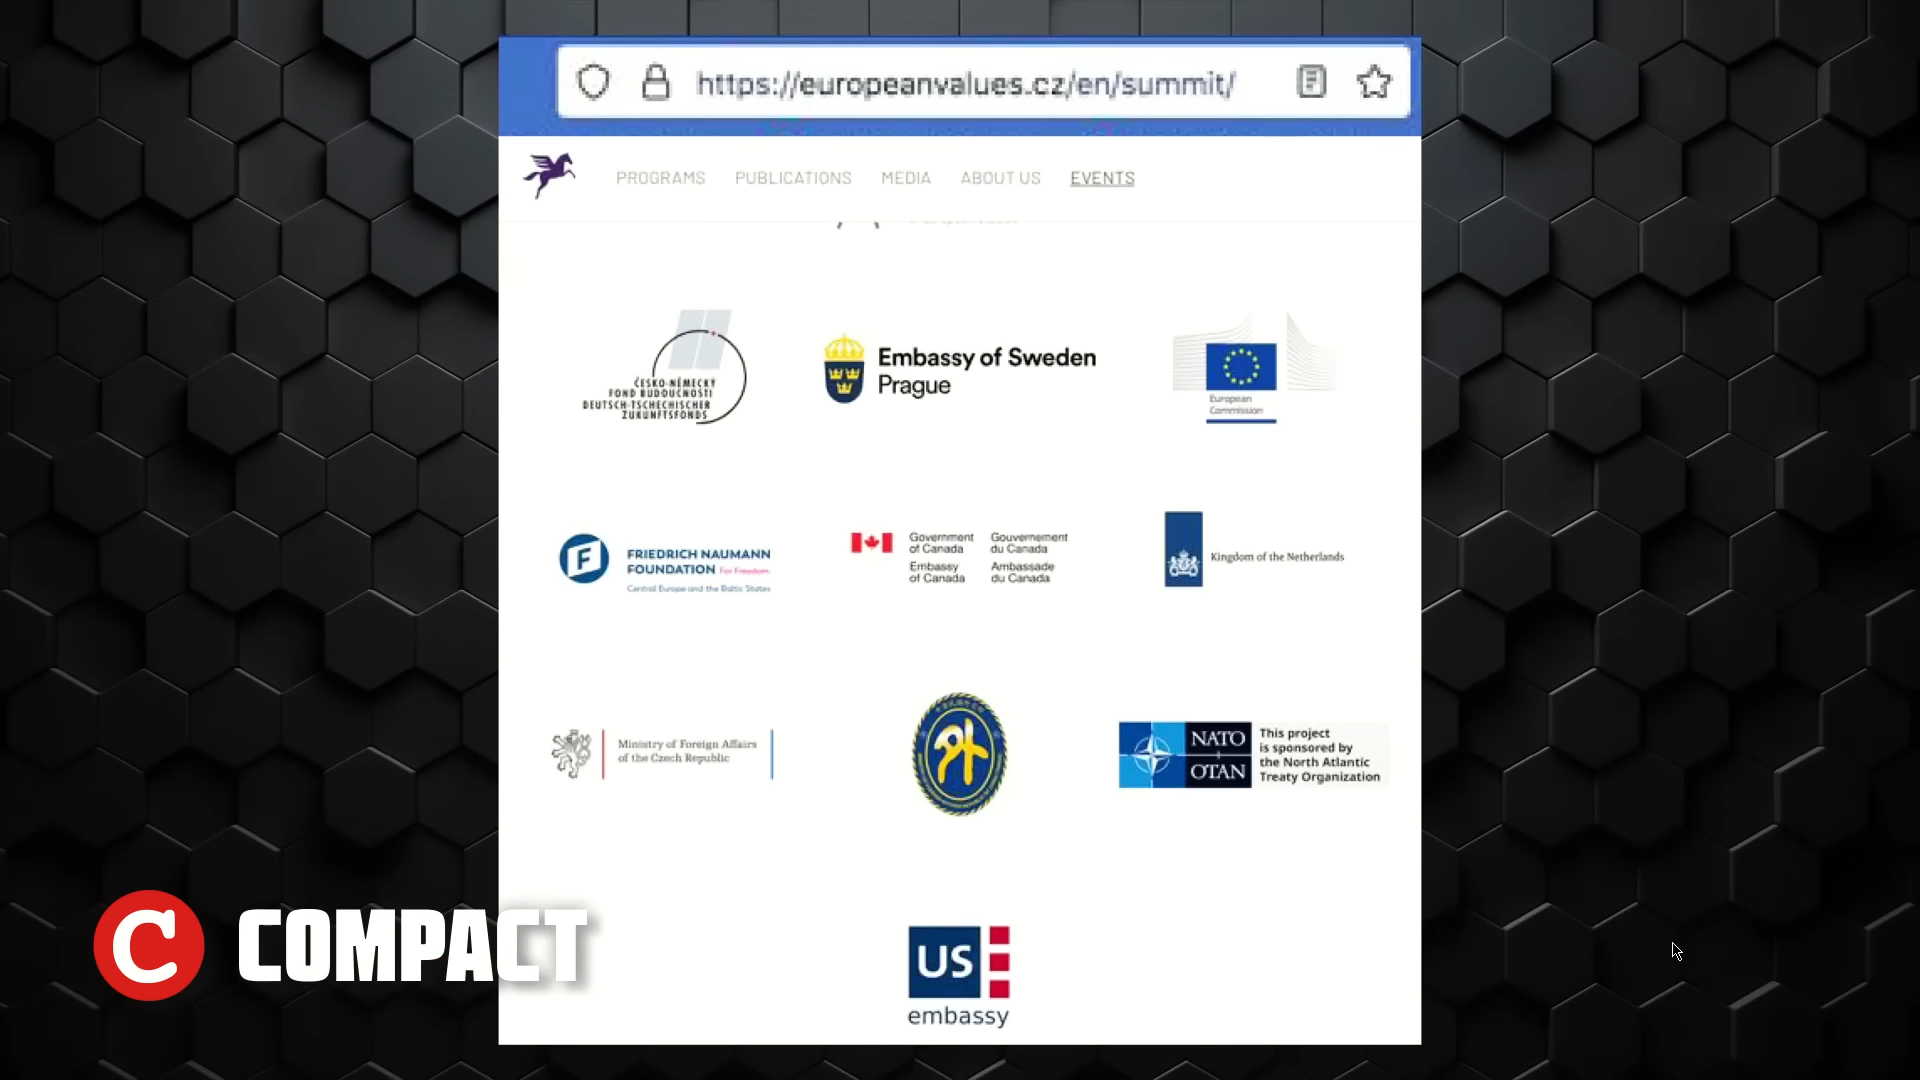 https://europeanvalues.cz/en/summit/
PROGRAMS PUBLICATIONS MEDIA ABOUT US EVENTS
ČESKO-NĚMECKÝ
FOND BUDOUCNOSTI
DEUTSCH-TSCHECHISCHER
ZUKUNFTSFONDS
Embassy of Sweden
Prague
European
Commission
F
FRIEDRICH NAUMANN
FOUNDATION For Freedom.
Central Europe and the Baltic States
Government
of Canada
Gouvernement
du Canada
Embassy
of Canada
Ambassade
du Canada
Kingdom of the Netherlands
Ministry of Foreign Affairs
of the Czech Republic
NATO
OTAN
This project
is sponsored by
the North Atlantic
Treaty Organization
C COMPACT
US
embassy